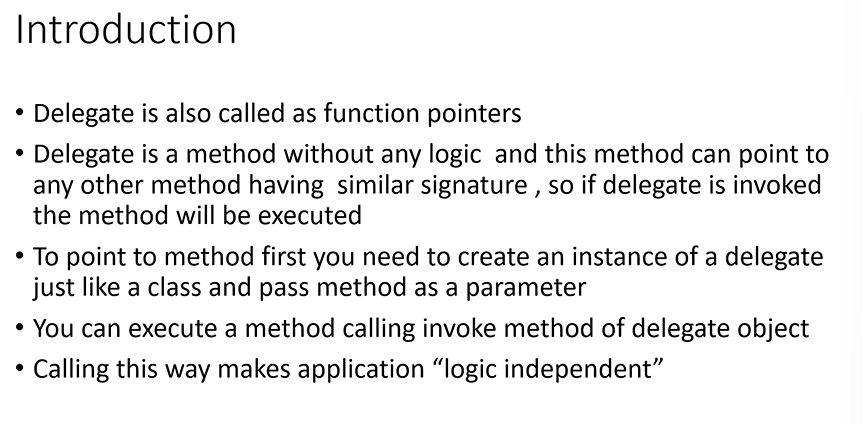 Introduction
• Delegate is also called as function pointers
• Delegate is a method without any logic  and this method can point to
any other method having  similar signature , so if delegate is invoked
the method will be executed
• To point to method first you need to create an instance of a delegate
just like a class and pass method as a parameter
• You can execute a method calling invoke method of delegate object
• Calling this way makes application “logic independent”